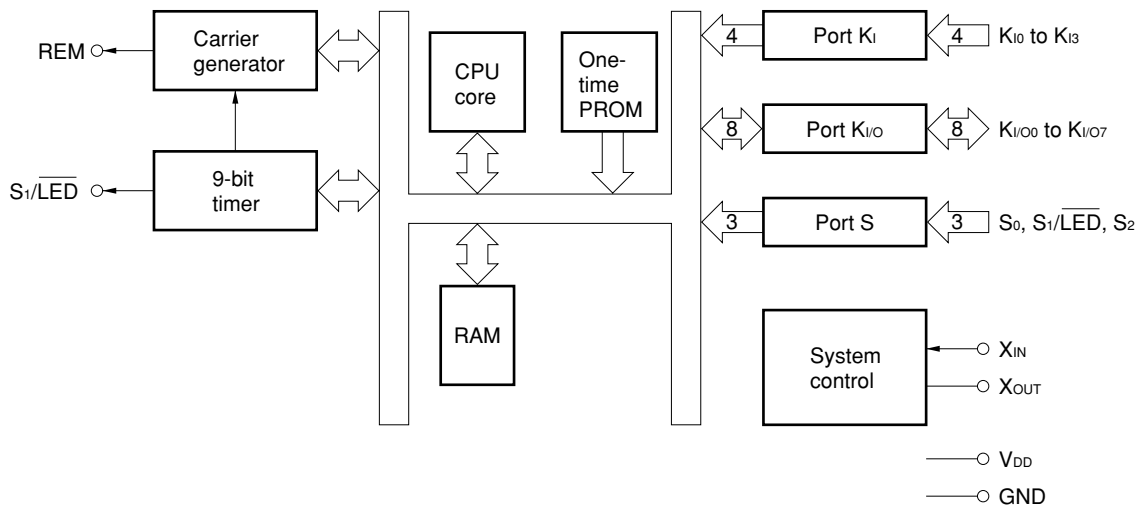 REM
Carrier
generator
S1/LED
9-bit
timer
CPU
core
One-
time
PROM
RAM
4
Port KI
4
KI0 to KI3
8
Port KI/O
8
KI/O0 to KI/O7
3
Port S
3
S0, S1/LED, S2
System
control
XIN
XOUT
VDD
GND